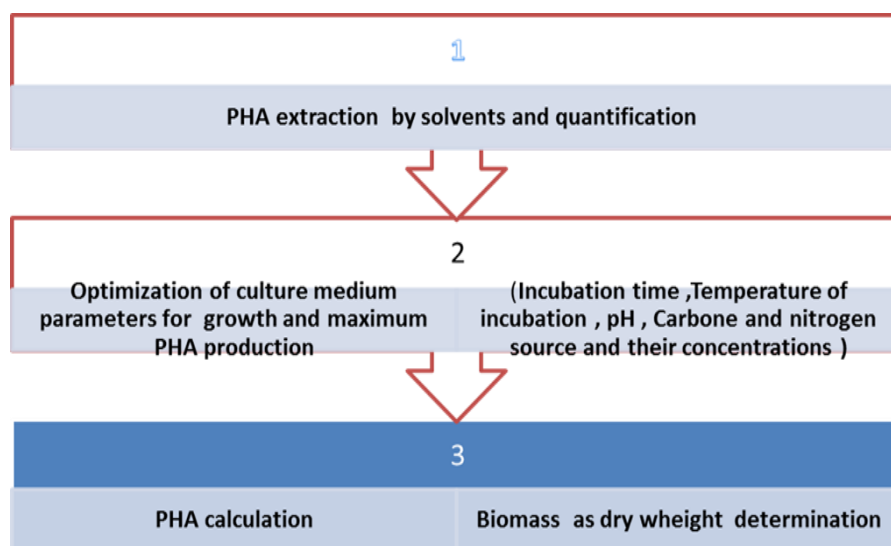 1
PHA extraction by solvents and quantification
2
Optimization of culture medium
parameters for growth and maximum
PHA production
(Incubation time ,Temperature of
incubation , pH , Carbone and nitrogen
source and their concentrations )
3
PHA calculation
Biomass as dry wheight determination